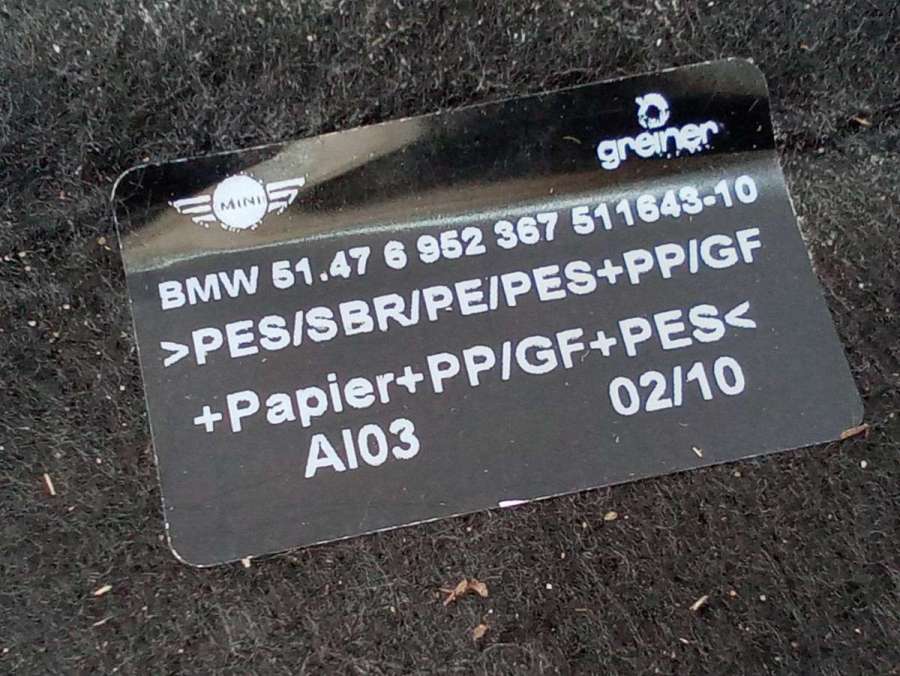 MINI
greiner
BMW 51.47 6 952 367 511643-10
>PES/SBR/PE/PES+PP/GF
+Papier+PP/GF+PES<
AI03 02/10